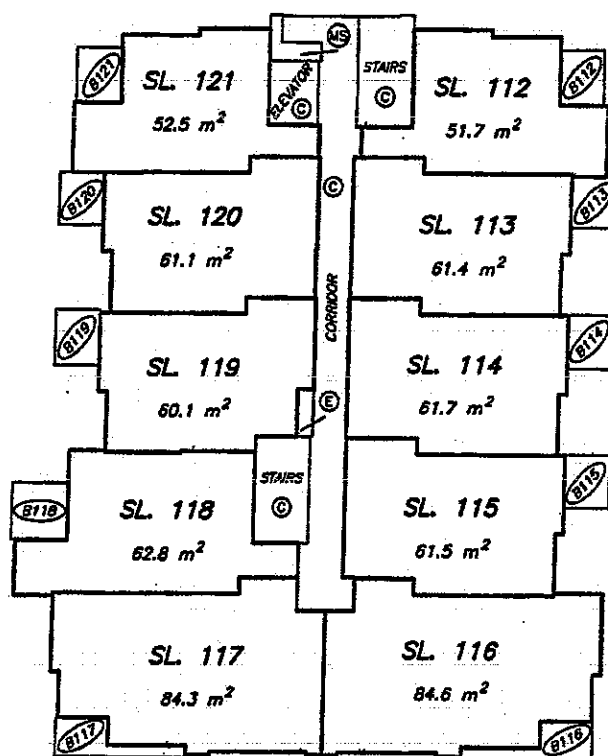 B121
SL. 121
52.5 m²
ELEVATOR
C
MS
STAIRS
C
SL. 112
51.7 m²
B112
B120
SL. 120
61.1 m²
C
SL. 113
61.4 m²
B113
CORRIDOR
B119
SL. 119
60.1 m²
E
SL. 114
61.7 m²
B114
B118
SL. 118
62.8 m²
STAIRS
C
SL. 115
61.5 m²
B115
SL. 117
84.3 m²
B117
SL. 116
84.6 m²
B116